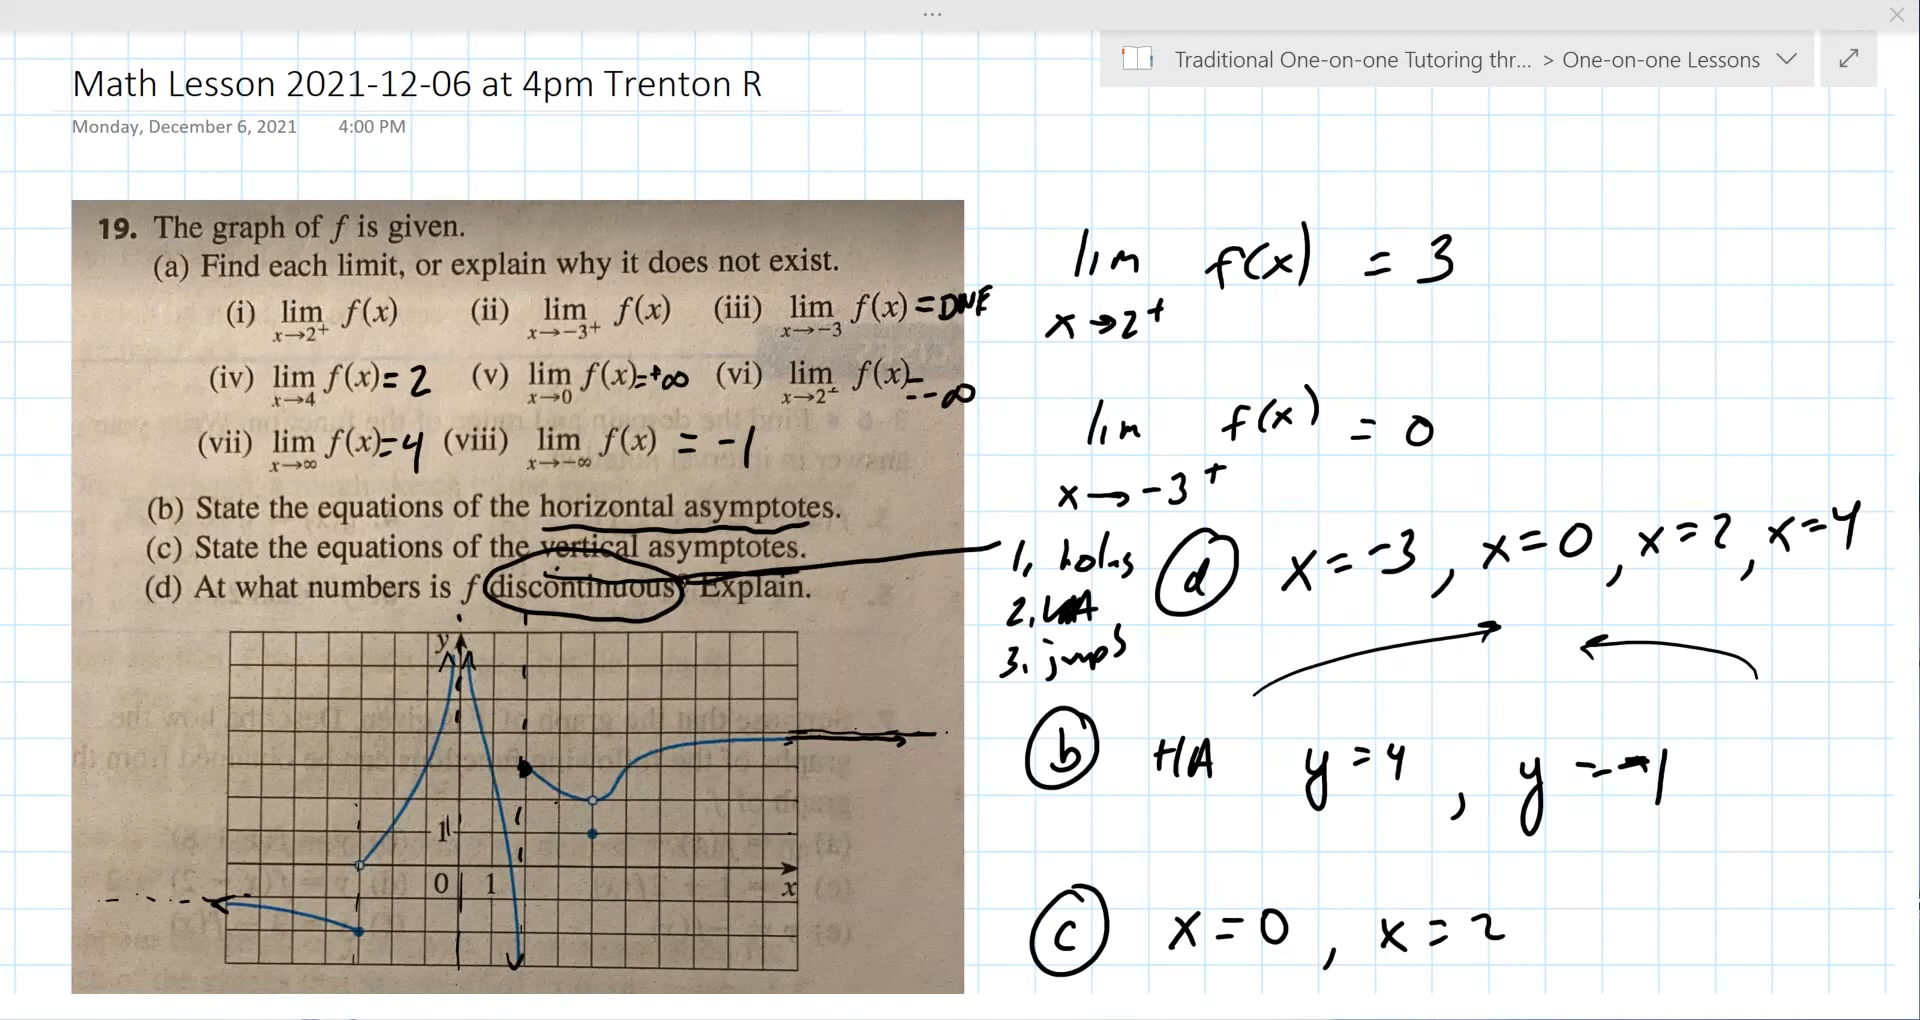 ...
Traditional One-on-one Tutoring thr... > One-on-one Lessons
Math Lesson 2021-12-06 at 4pm Trenton R
Monday, December 6, 2021 4:00 PM
19. The graph of f is given.
(a) Find each limit, or explain why it does not exist.
(i) lim x→2⁺ f(x) (ii) lim x→−3⁺ f(x) (iii) lim x→−3 f(x) = DNE
(iv) lim x→4 f(x) = 2 (v) lim x→0 f(x) = +∞ (vi) lim x→2⁻ f(x) = -∞
(vii) lim x→∞ f(x) = 4 (viii) lim x→−∞ f(x) = -1
(b) State the equations of the horizontal asymptotes.
(c) State the equations of the vertical asymptotes.
(d) At what numbers is f discontinuous? Explain.
y
1
0 1 x
lim f(x) = 3
x→2⁺
lim f(x) = 0
x→-3⁺
1. holes
2. VA
3. jumps
(d) x=-3, x=0, x=2, x=4
(b) HA y=4, y=-1
(c) x=0, x=2